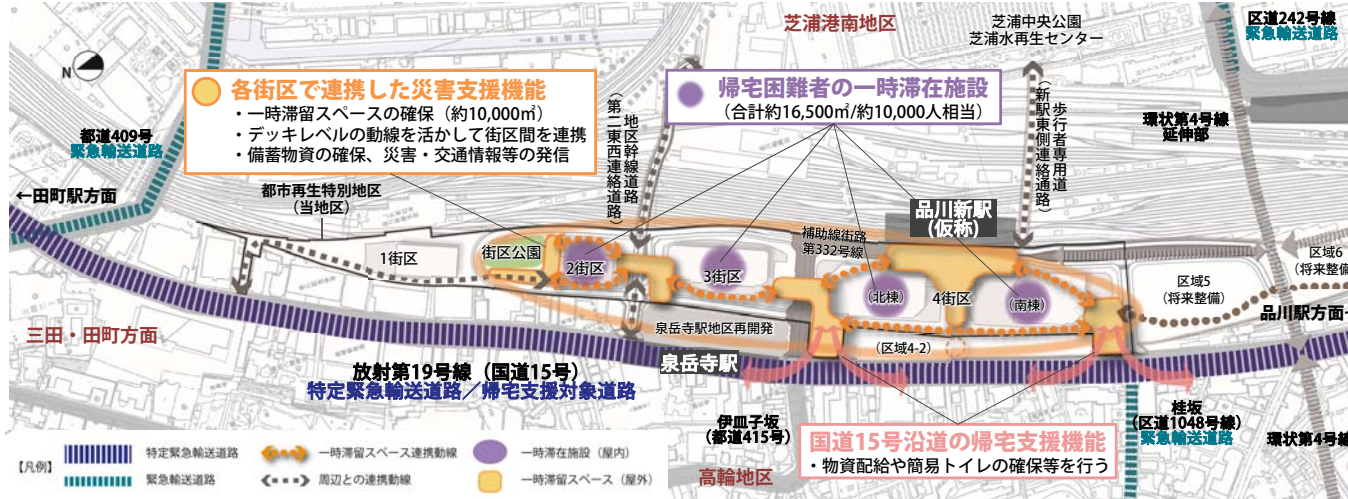 芝浦港南地区
芝浦中央公園
芝浦水再生センター
区道242号線
緊急輸送道路
N
各街区で連携した災害支援機能
・一時滞留スペースの確保（約10,000㎡）
・デッキレベルの動線を活かして街区間を連携
・備蓄物資の確保、災害・交通情報等の発信
帰宅困難者の一時滞在施設
（合計約16,500㎡/約10,000人相当）
地区幹線道路
（第二東西連絡道路）
歩行者専用道
（新駅東側連絡通路）
環状第4号線
延伸部
都道409号
緊急輸送道路
←田町駅方面
都市再生特別地区
（当地区）
品川新駅
（仮称）
補助線街路
第332号線
1街区
街区公園
2街区
3街区
（北棟）
4街区
（南棟）
区域5
（将来整備）
区域6
（将来整備
品川駅方面
三田・田町方面
泉岳寺駅地区再開発
（区域4-2）
泉岳寺駅
放射第19号線（国道15号）
特定緊急輸送道路／帰宅支援対象道路
伊皿子坂
（都道415号）
高輪地区
国道15号沿道の帰宅支援機能
・物資配給や簡易トイレの確保等を行う
桂坂
（区道1048号線）
緊急輸送道路
環状第4号線
【凡例】
特定緊急輸送道路
一時滞留スペース連携動線
一時滞在施設（屋内）
緊急輸送道路
周辺との連携動線
一時滞留スペース（屋外）